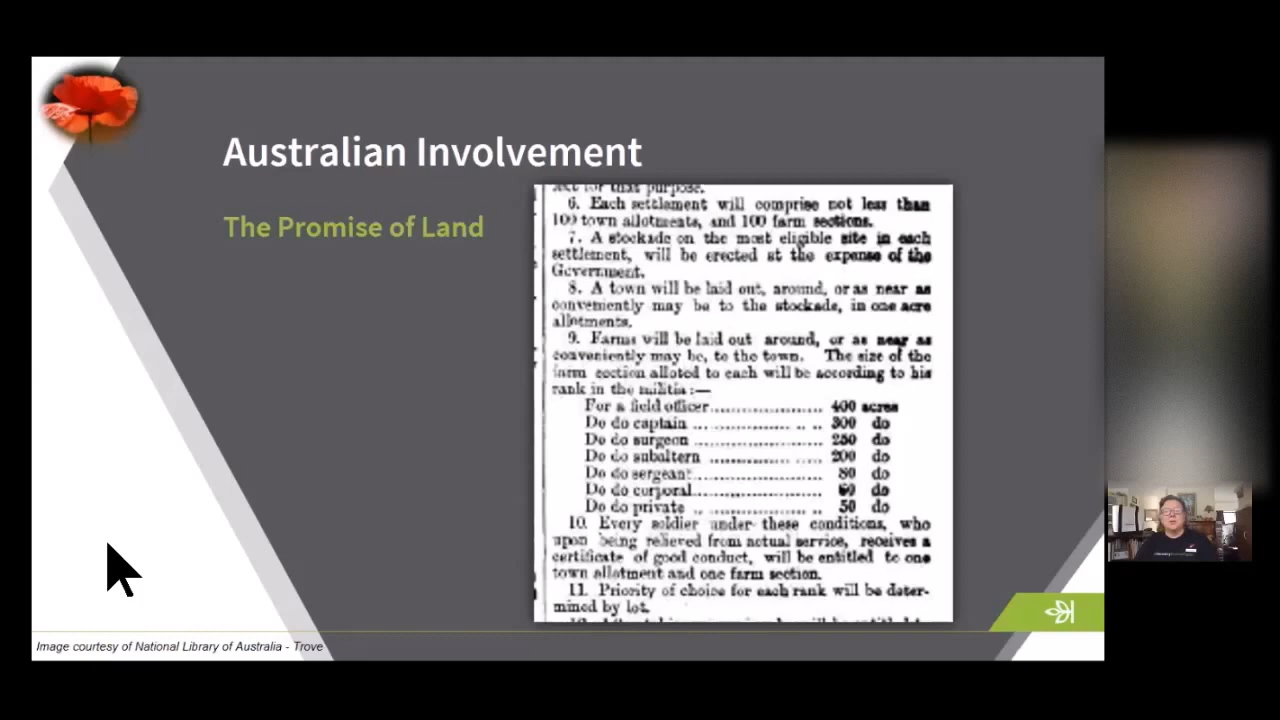 Australian Involvement
The Promise of Land
ect for that purpose.
6. Each settlement will comprise not less than
100 town allotments, and 100 farm sections.
7. A stockade on the most eligible site in each
settlement, will be erected at the expense of the
Government.
8. A town will be laid out, around, or as near as
conveniently may be to the stockade, in one acre
allotments.
9. Farms will be laid out around, or as near as
conveniently may be, to the town. The size of the
farm section alloted to each will be according to his
rank in the militia:—
For a field officer ........................ 400 acres
Do do captain ........................ 300 do
Do do surgeon ........................ 250 do
Do do subaltern ........................ 200 do
Do do sergeant ........................ 80 do
Do do corporal ........................ 60 do
Do do private ........................ 50 do
10. Every soldier under these conditions, who
upon being relieved from actual service, receives a
certificate of good conduct, will be entitled to one
town allotment and one farm section.
11. Priority of choice for each rank will be deter-
mined by lot.
Image courtesy of National Library of Australia - Trove